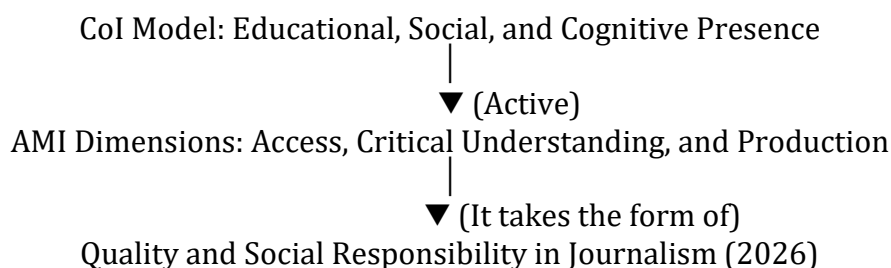 CoI Model: Educational, Social, and Cognitive Presence
▼ (Active)
AMI Dimensions: Access, Critical Understanding, and Production
▼ (It takes the form of)
Quality and Social Responsibility in Journalism (2026)